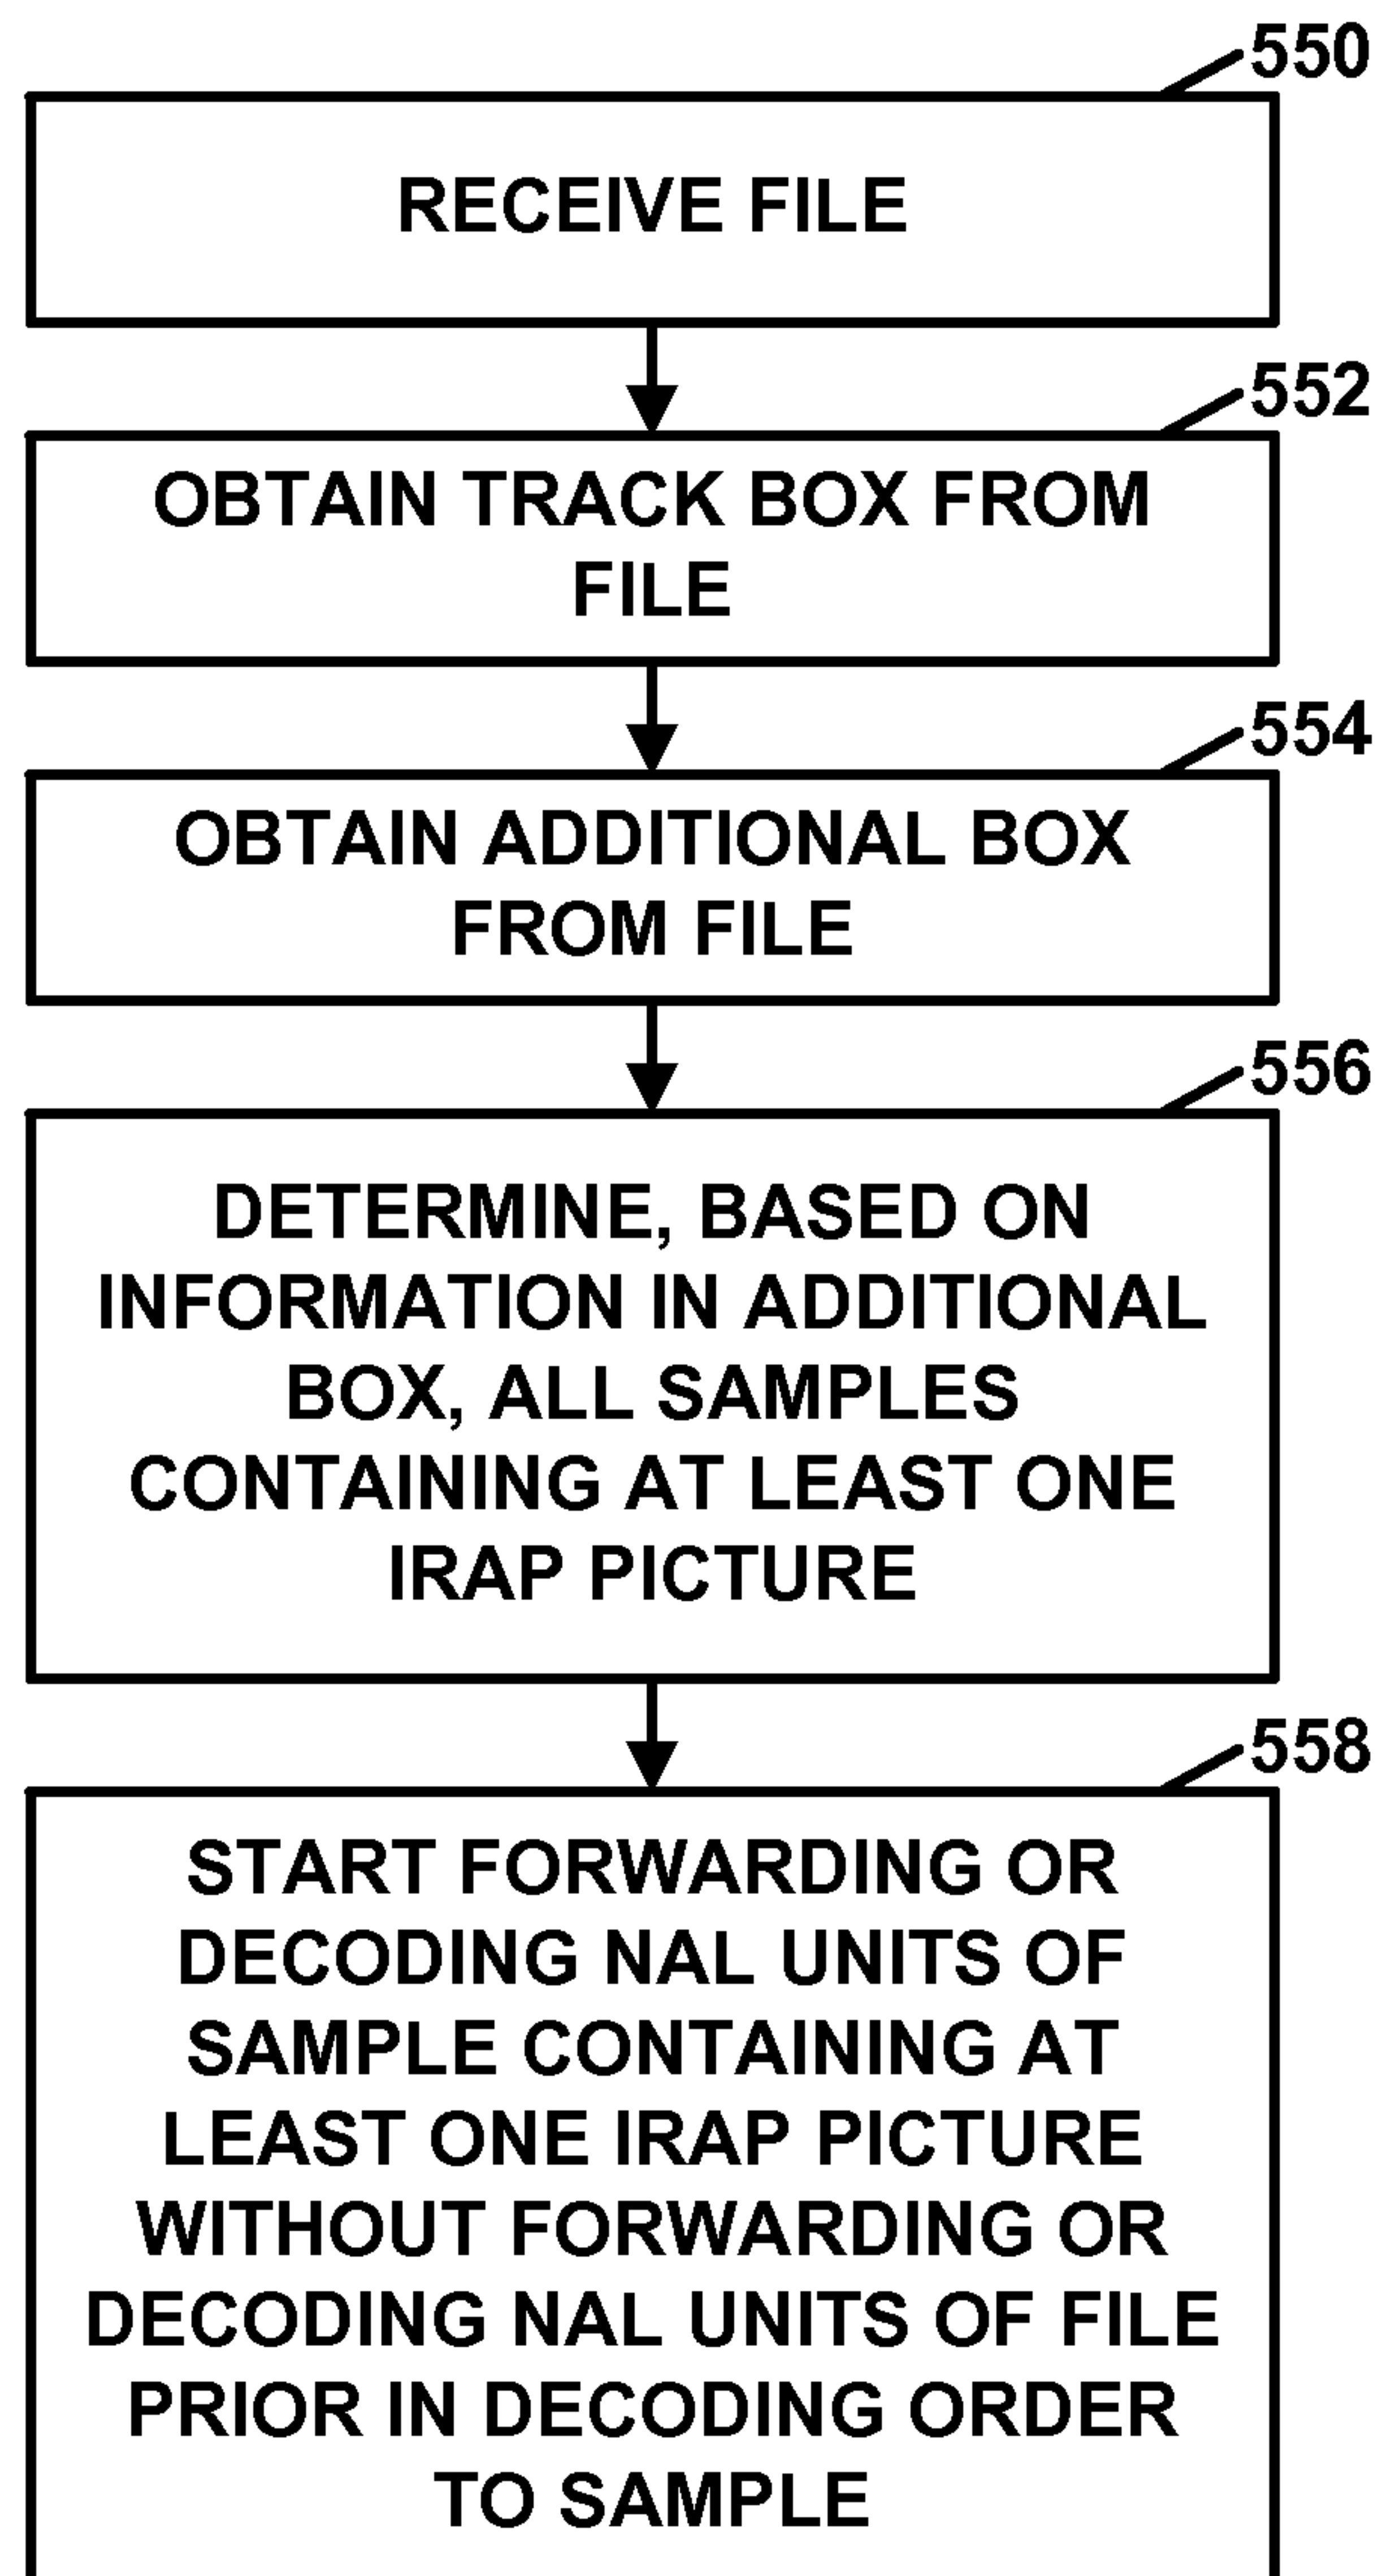 550
RECEIVE FILE
552
OBTAIN TRACK BOX FROM
FILE
554
OBTAIN ADDITIONAL BOX
FROM FILE
556
DETERMINE, BASED ON
INFORMATION IN ADDITIONAL
BOX, ALL SAMPLES
CONTAINING AT LEAST ONE
IRAP PICTURE
558
START FORWARDING OR
DECODING NAL UNITS OF
SAMPLE CONTAINING AT
LEAST ONE IRAP PICTURE
WITHOUT FORWARDING OR
DECODING NAL UNITS OF FILE
PRIOR IN DECODING ORDER
TO SAMPLE